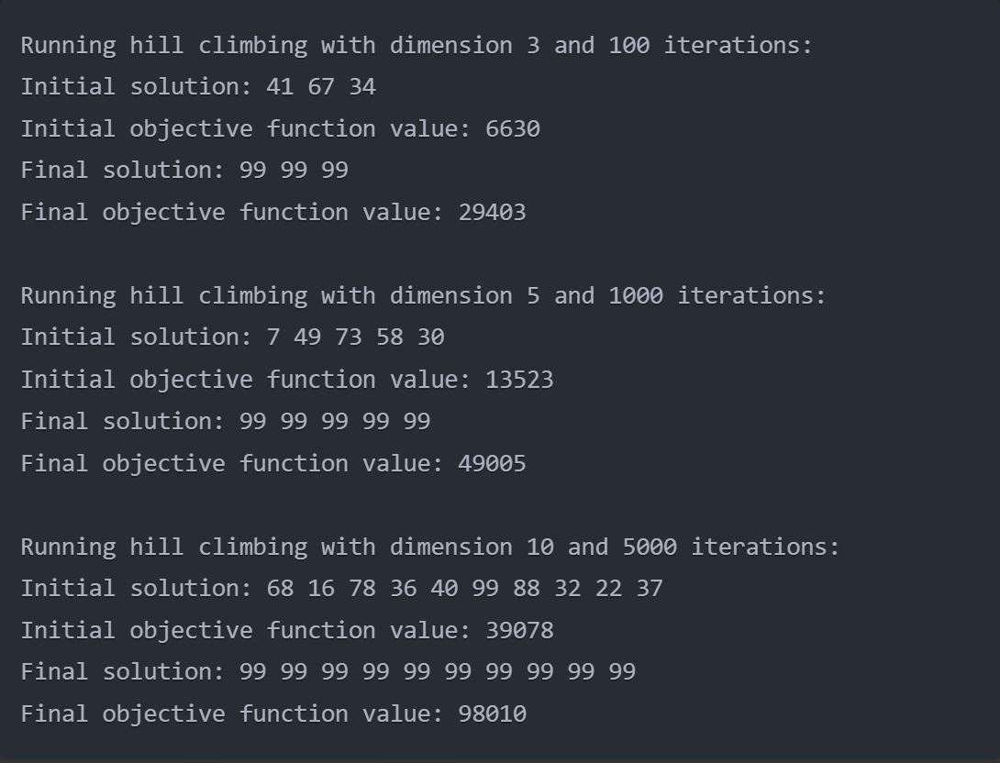 Running hill climbing with dimension 3 and 100 iterations:
Initial solution: 41 67 34
Initial objective function value: 6630
Final solution: 99 99 99
Final objective function value: 29403
Running hill climbing with dimension 5 and 1000 iterations:
Initial solution: 7 49 73 58 30
Initial objective function value: 13523
Final solution: 99 99 99 99 99
Final objective function value: 49005
Running hill climbing with dimension 10 and 5000 iterations:
Initial solution: 68 16 78 36 40 99 88 32 22 37
Initial objective function value: 39078
Final solution: 99 99 99 99 99 99 99 99 99 99
Final objective function value: 98010